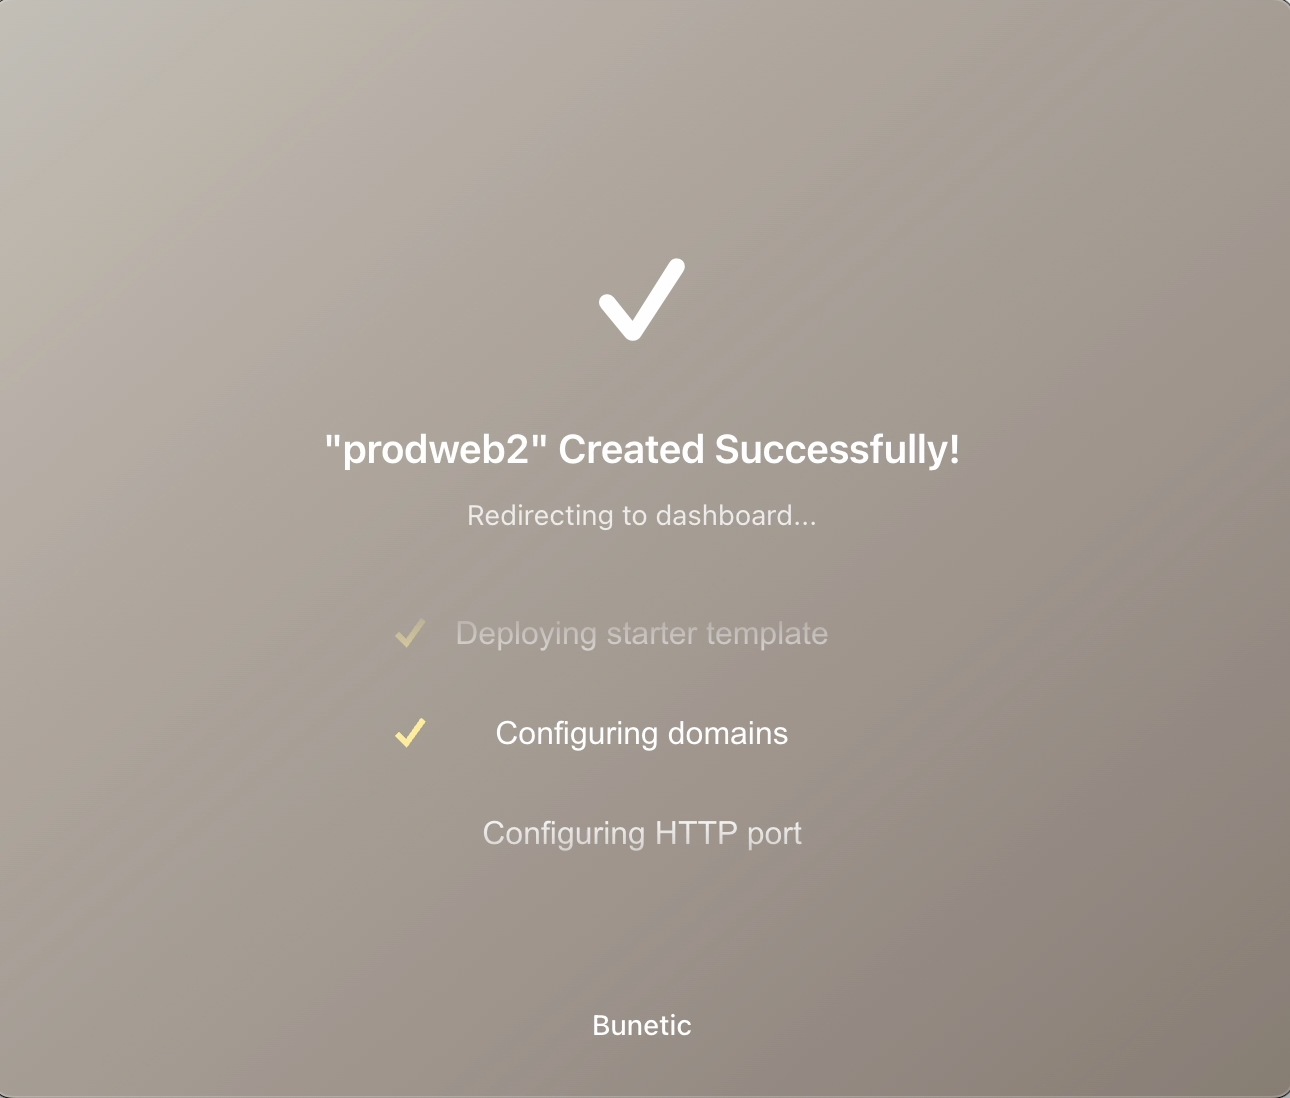 "prodweb2" Created Successfully!
Redirecting to dashboard...
Deploying starter template
Configuring domains
Configuring HTTP port
Bunetic